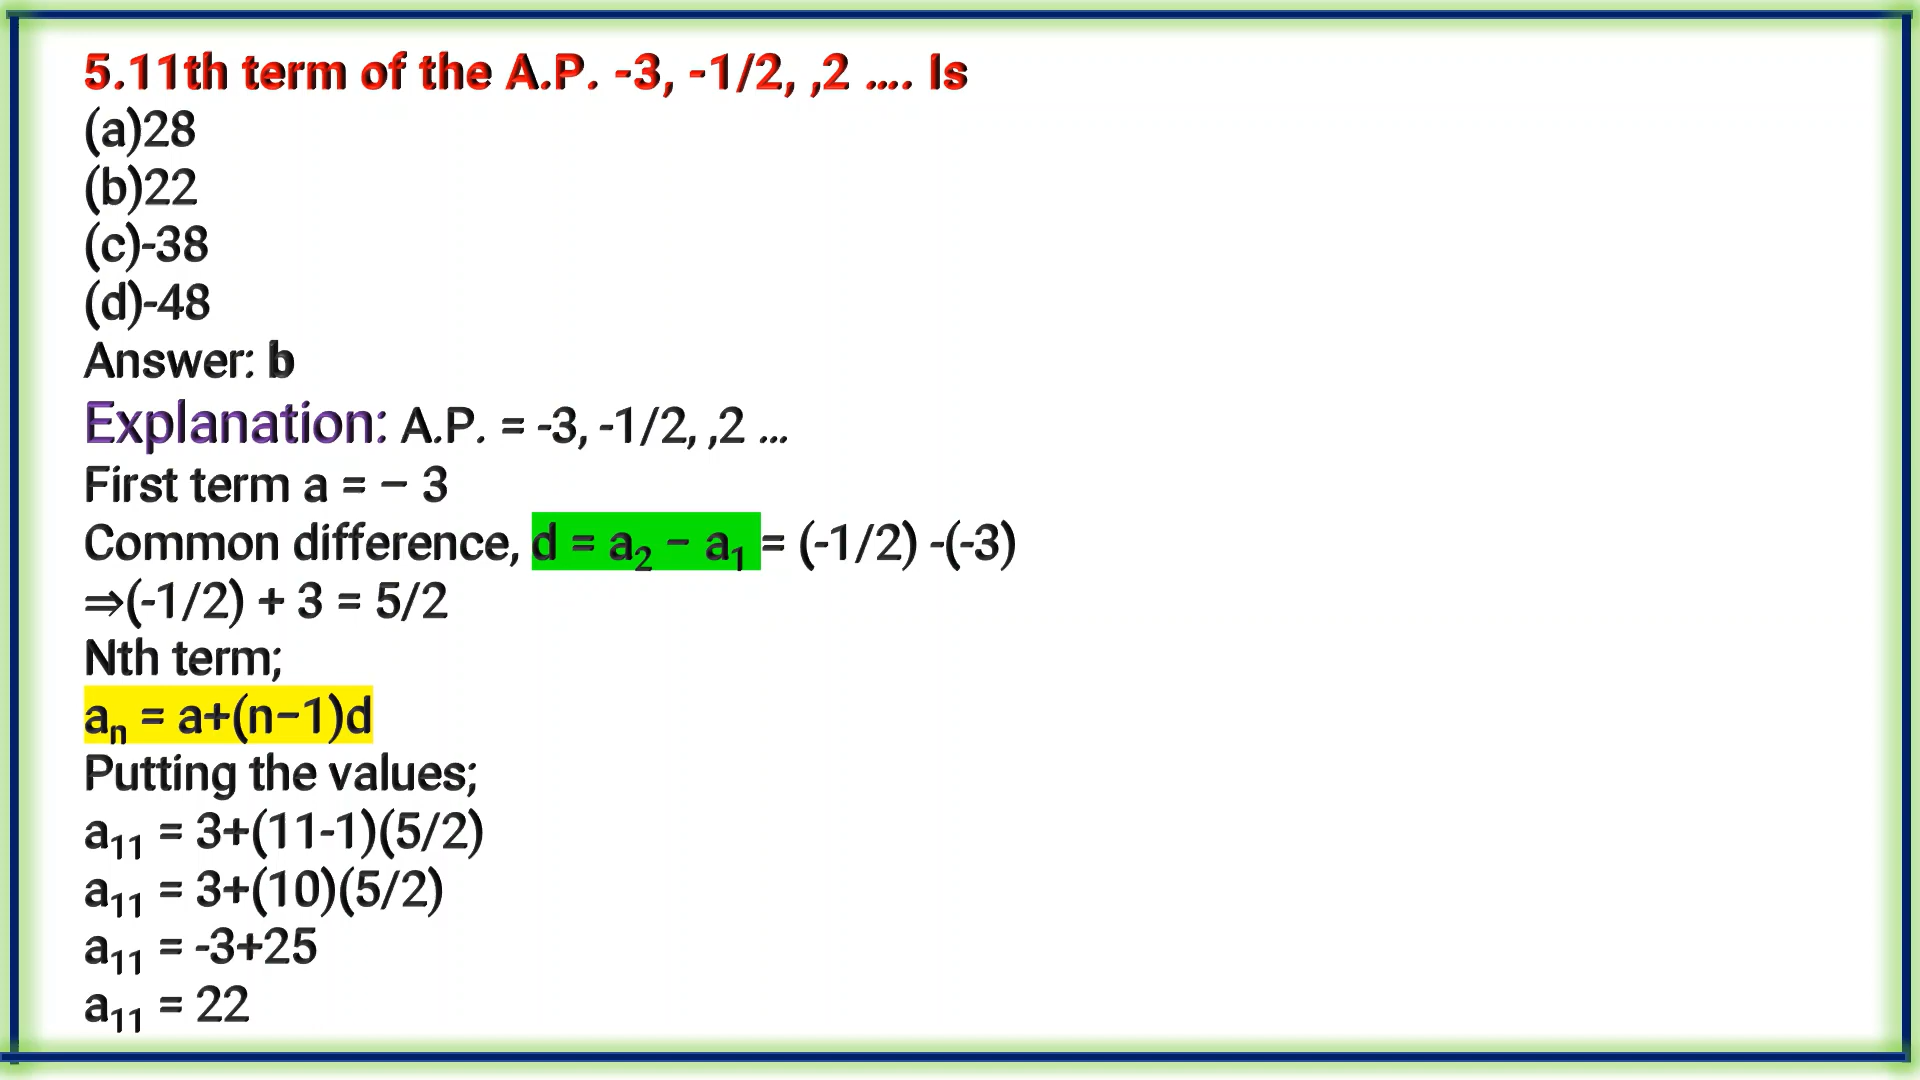 5.11th term of the A.P. -3, -1/2, ,2 …. Is
(a)28
(b)22
(c)-38
(d)-48
Answer: b
Explanation: A.P. = -3, -1/2, ,2 …
First term a = – 3
Common difference, d = a₂ − a₁ = (-1/2) -(-3)
⇒(-1/2) + 3 = 5/2
Nth term;
aₙ = a+(n−1)d
Putting the values;
a₁₁ = 3+(11-1)(5/2)
a₁₁ = 3+(10)(5/2)
a₁₁ = -3+25
a₁₁ = 22